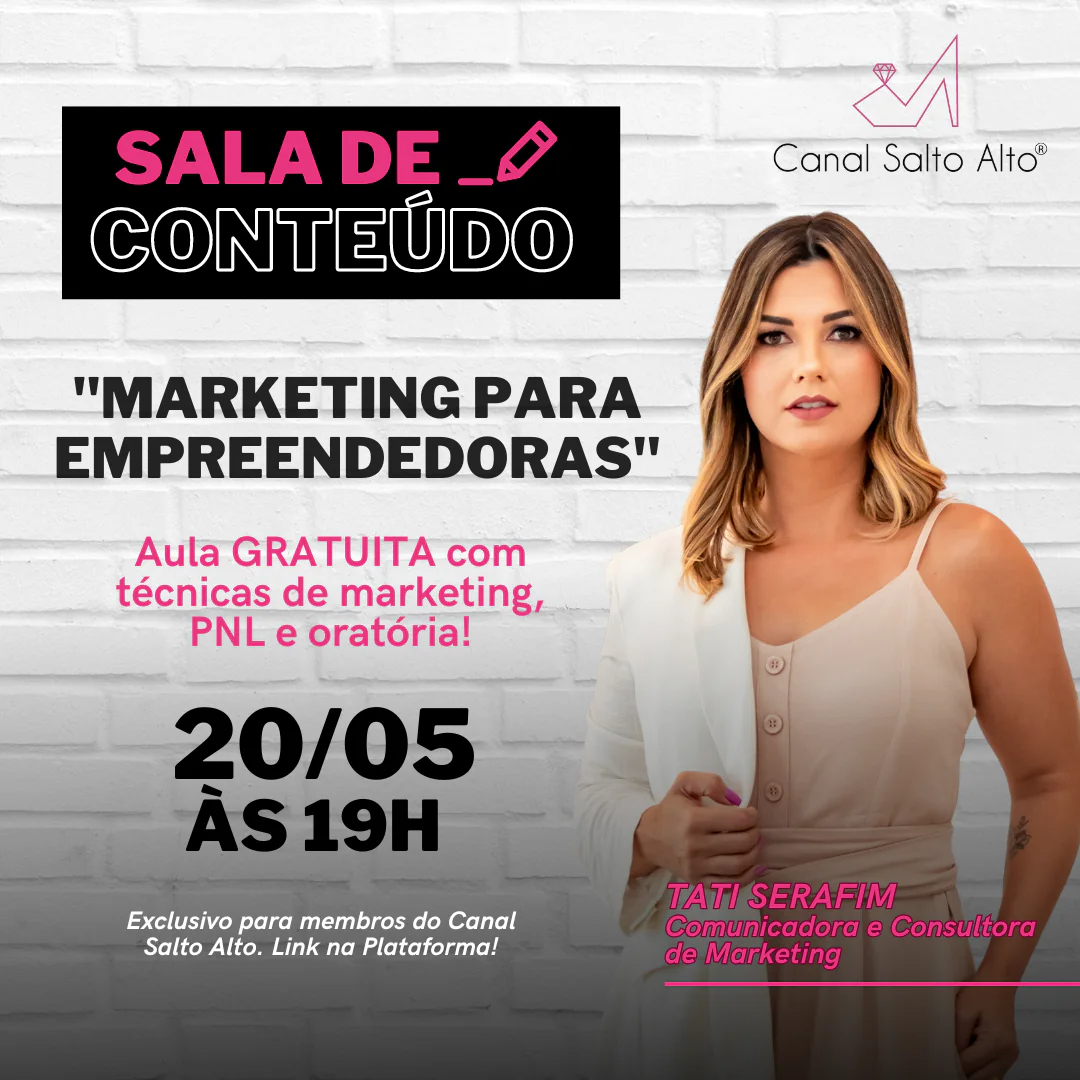 SALA DE _
CONTEÚDO
Canal Salto Alto®
"MARKETING PARA
EMPREENDEDORAS"
Aula GRATUITA com
técnicas de marketing,
PNL e oratória!
20/05
ÀS 19H
Exclusivo para membros do Canal
Salto Alto. Link na Plataforma!
TATI SERAFIM
Comunicadora e Consultora
de Marketing